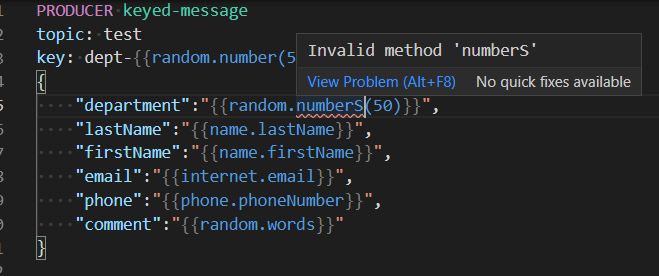 PRODUCER keyed-message
topic: test
key: dept-{{random.number(5
Invalid method 'numberS'
View Problem (Alt+F8) No quick fixes available
{
"department":"{{random.numberS(50)}}",
"lastName":"{{name.lastName}}",
"firstName":"{{name.firstName}}",
"email":"{{internet.email}}",
"phone":"{{phone.phoneNumber}}",
"comment":"{{random.words}}"
}